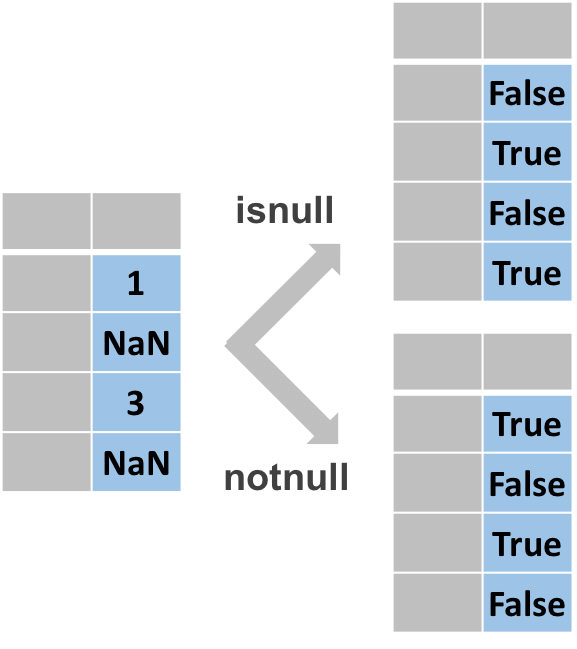 1
NaN
3
NaN
isnull
False
True
False
True
notnull
True
False
True
False